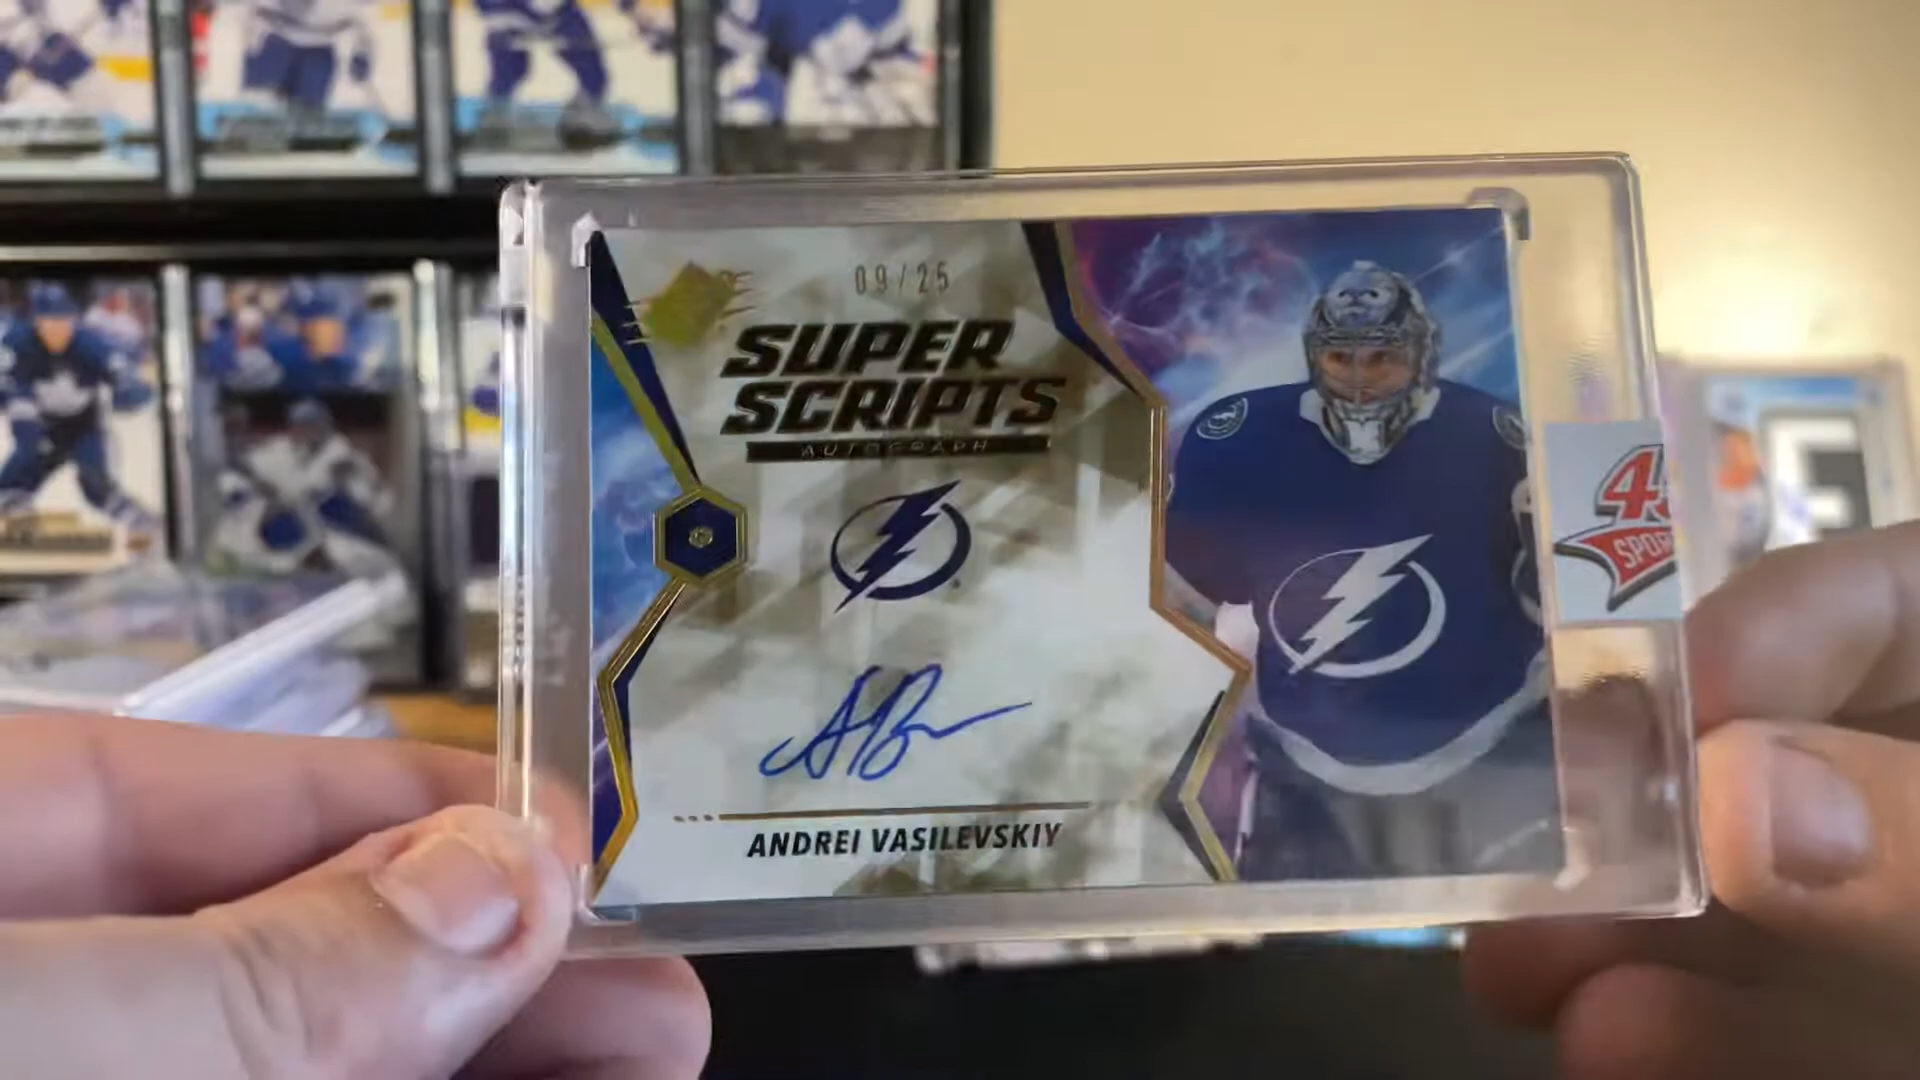 09/25
SUPER
SCRIPTS
AUTOGRAPH
ANDREI VASILEVSKIY